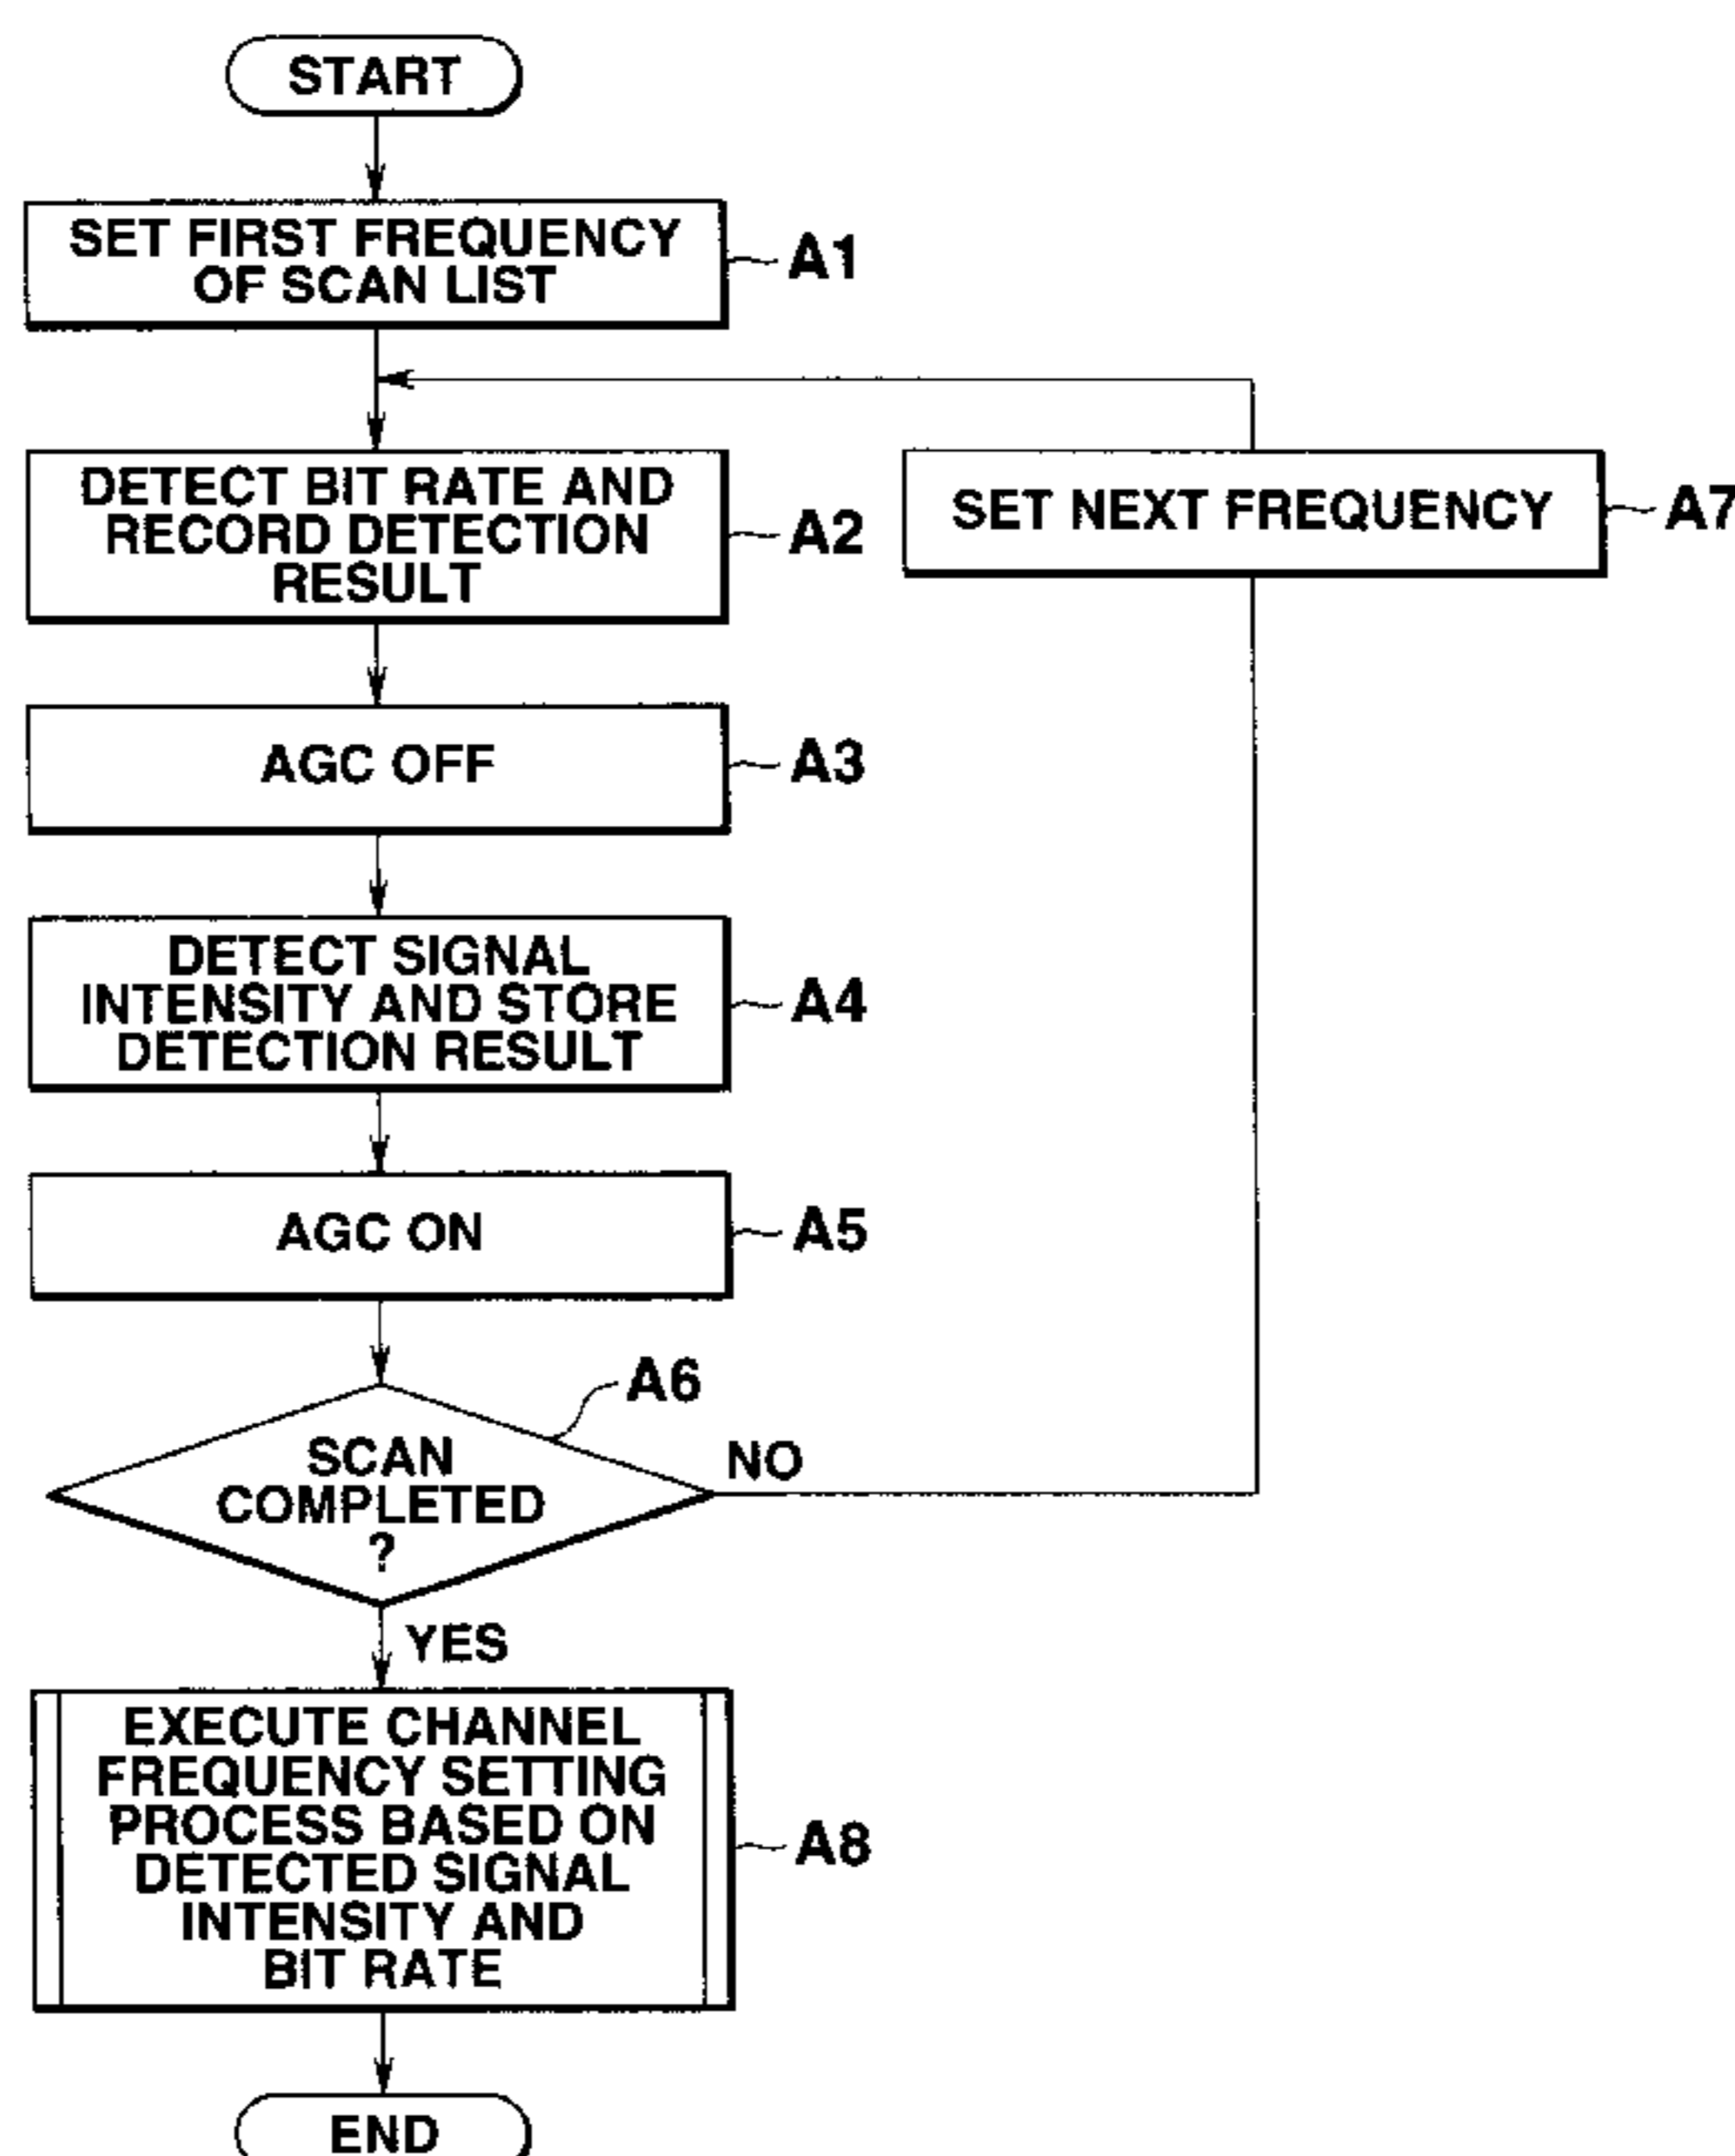 START
SET FIRST FREQUENCY
OF SCAN LIST
A1
DETECT BIT RATE AND
RECORD DETECTION
RESULT
A2
SET NEXT FREQUENCY
A7
AGC OFF
A3
DETECT SIGNAL
INTENSITY AND STORE
DETECTION RESULT
A4
AGC ON
A5
A6
SCAN
COMPLETED
?
NO
YES
EXECUTE CHANNEL
FREQUENCY SETTING
PROCESS BASED ON
DETECTED SIGNAL
INTENSITY AND
BIT RATE
A8
END